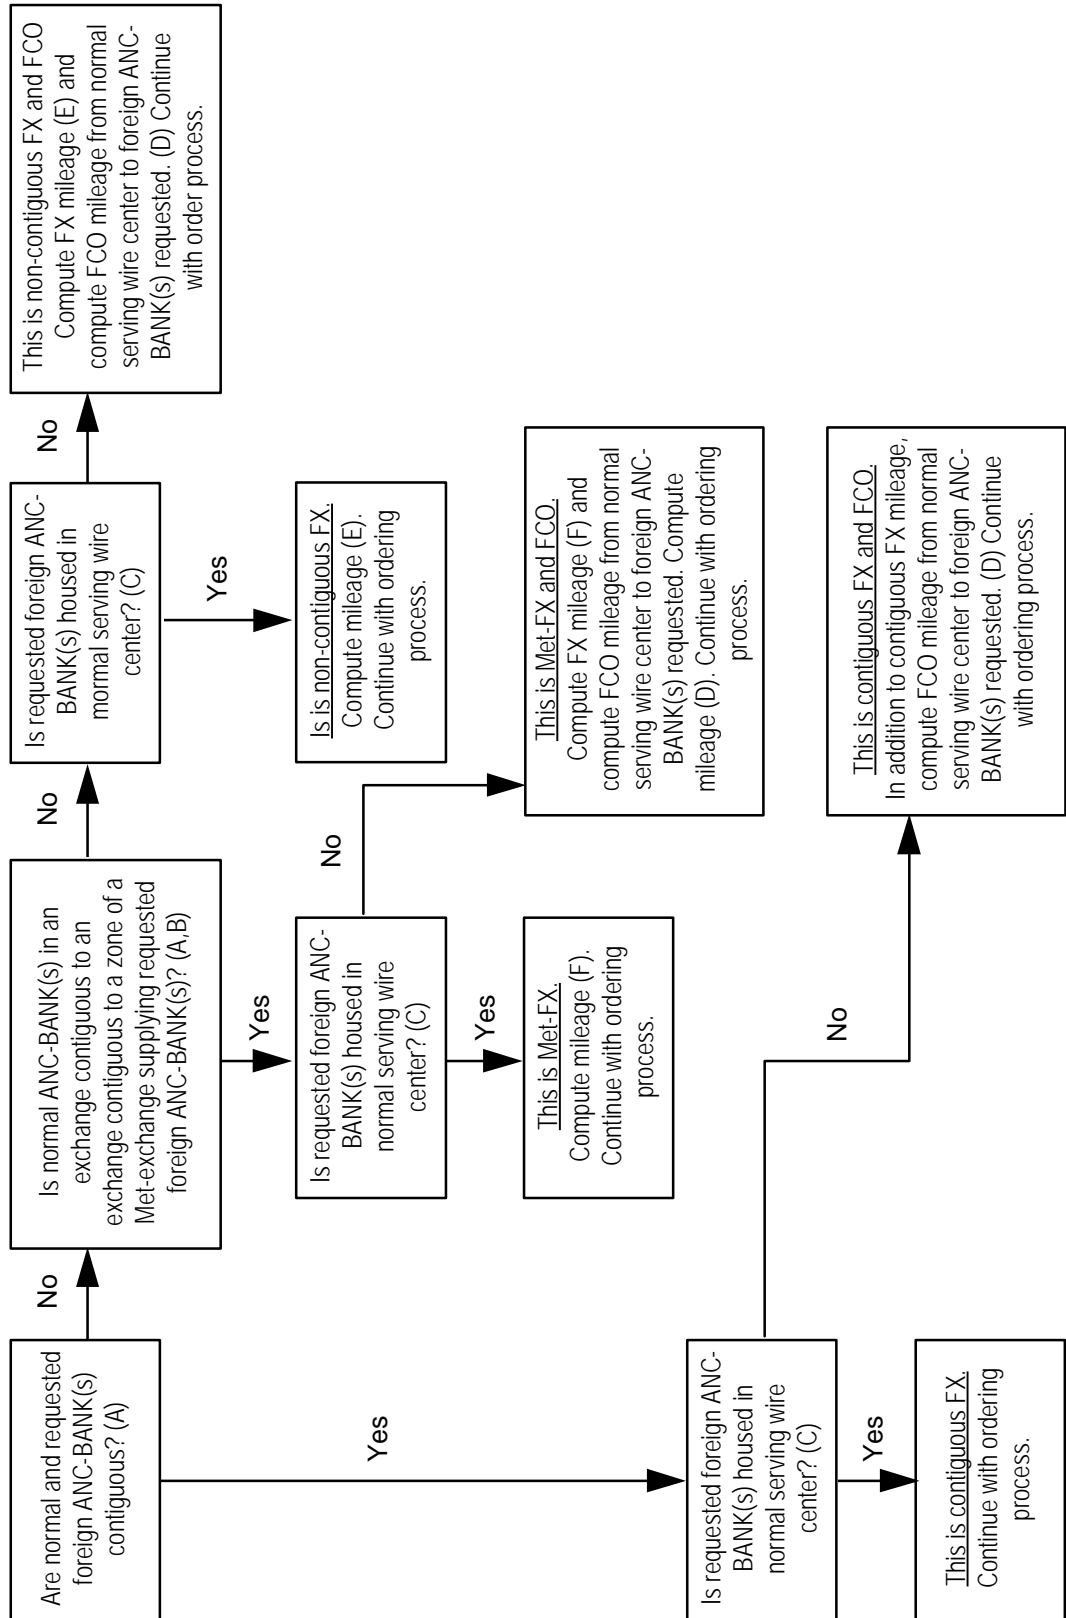 Are normal and requested
foreign ANC-BANK(s)
contiguous? (A)
No
Is normal ANC-BANK(s) in an
exchange contiguous to an
exchange contiguous to a zone of a
Met-exchange supplying requested
foreign ANC-BANK(s)? (A,B)
No
Is requested foreign ANC-
BANK(s) housed in
mormal serving wire
center? (C)
No
This is non-contiguous FX and FCO
Compute FX mileage (E) and
compute FCO mileage from normal
serving wire center to foreign ANC-
BANK(s) requested. (D) Continue
with order process.
Yes
Yes
Yes
Is requested foreign ANC-
BANK(s) housed in
normal serving wire
center? (C)
No
Is is non-contiguous FX.
Compute mileage (E).
Continue with ordering
process.
Yes
This is Met-FX.
Compute mileage (F).
Continue with ordering
process.
This is Met-FX and FCO.
Compute FX mileage (F) and
compute FCO mileage from normal
serving wire center to foreign ANC-
BANK(s) requested. Compute
mileage (D). Continue with ordering
process.
Is requested foreign ANC-
BANK(s) housed in
normal serving wire
center? (C)
No
Yes
This is contiguous FX.
Continue with ordering
process.
This is contiguous FX and FCO.
In addition to contiguous FX mileage,
compute FCO mileage from normal
serving wire center to foreign ANC-
BANK(s) requested. (D) Continue
with ordering process.